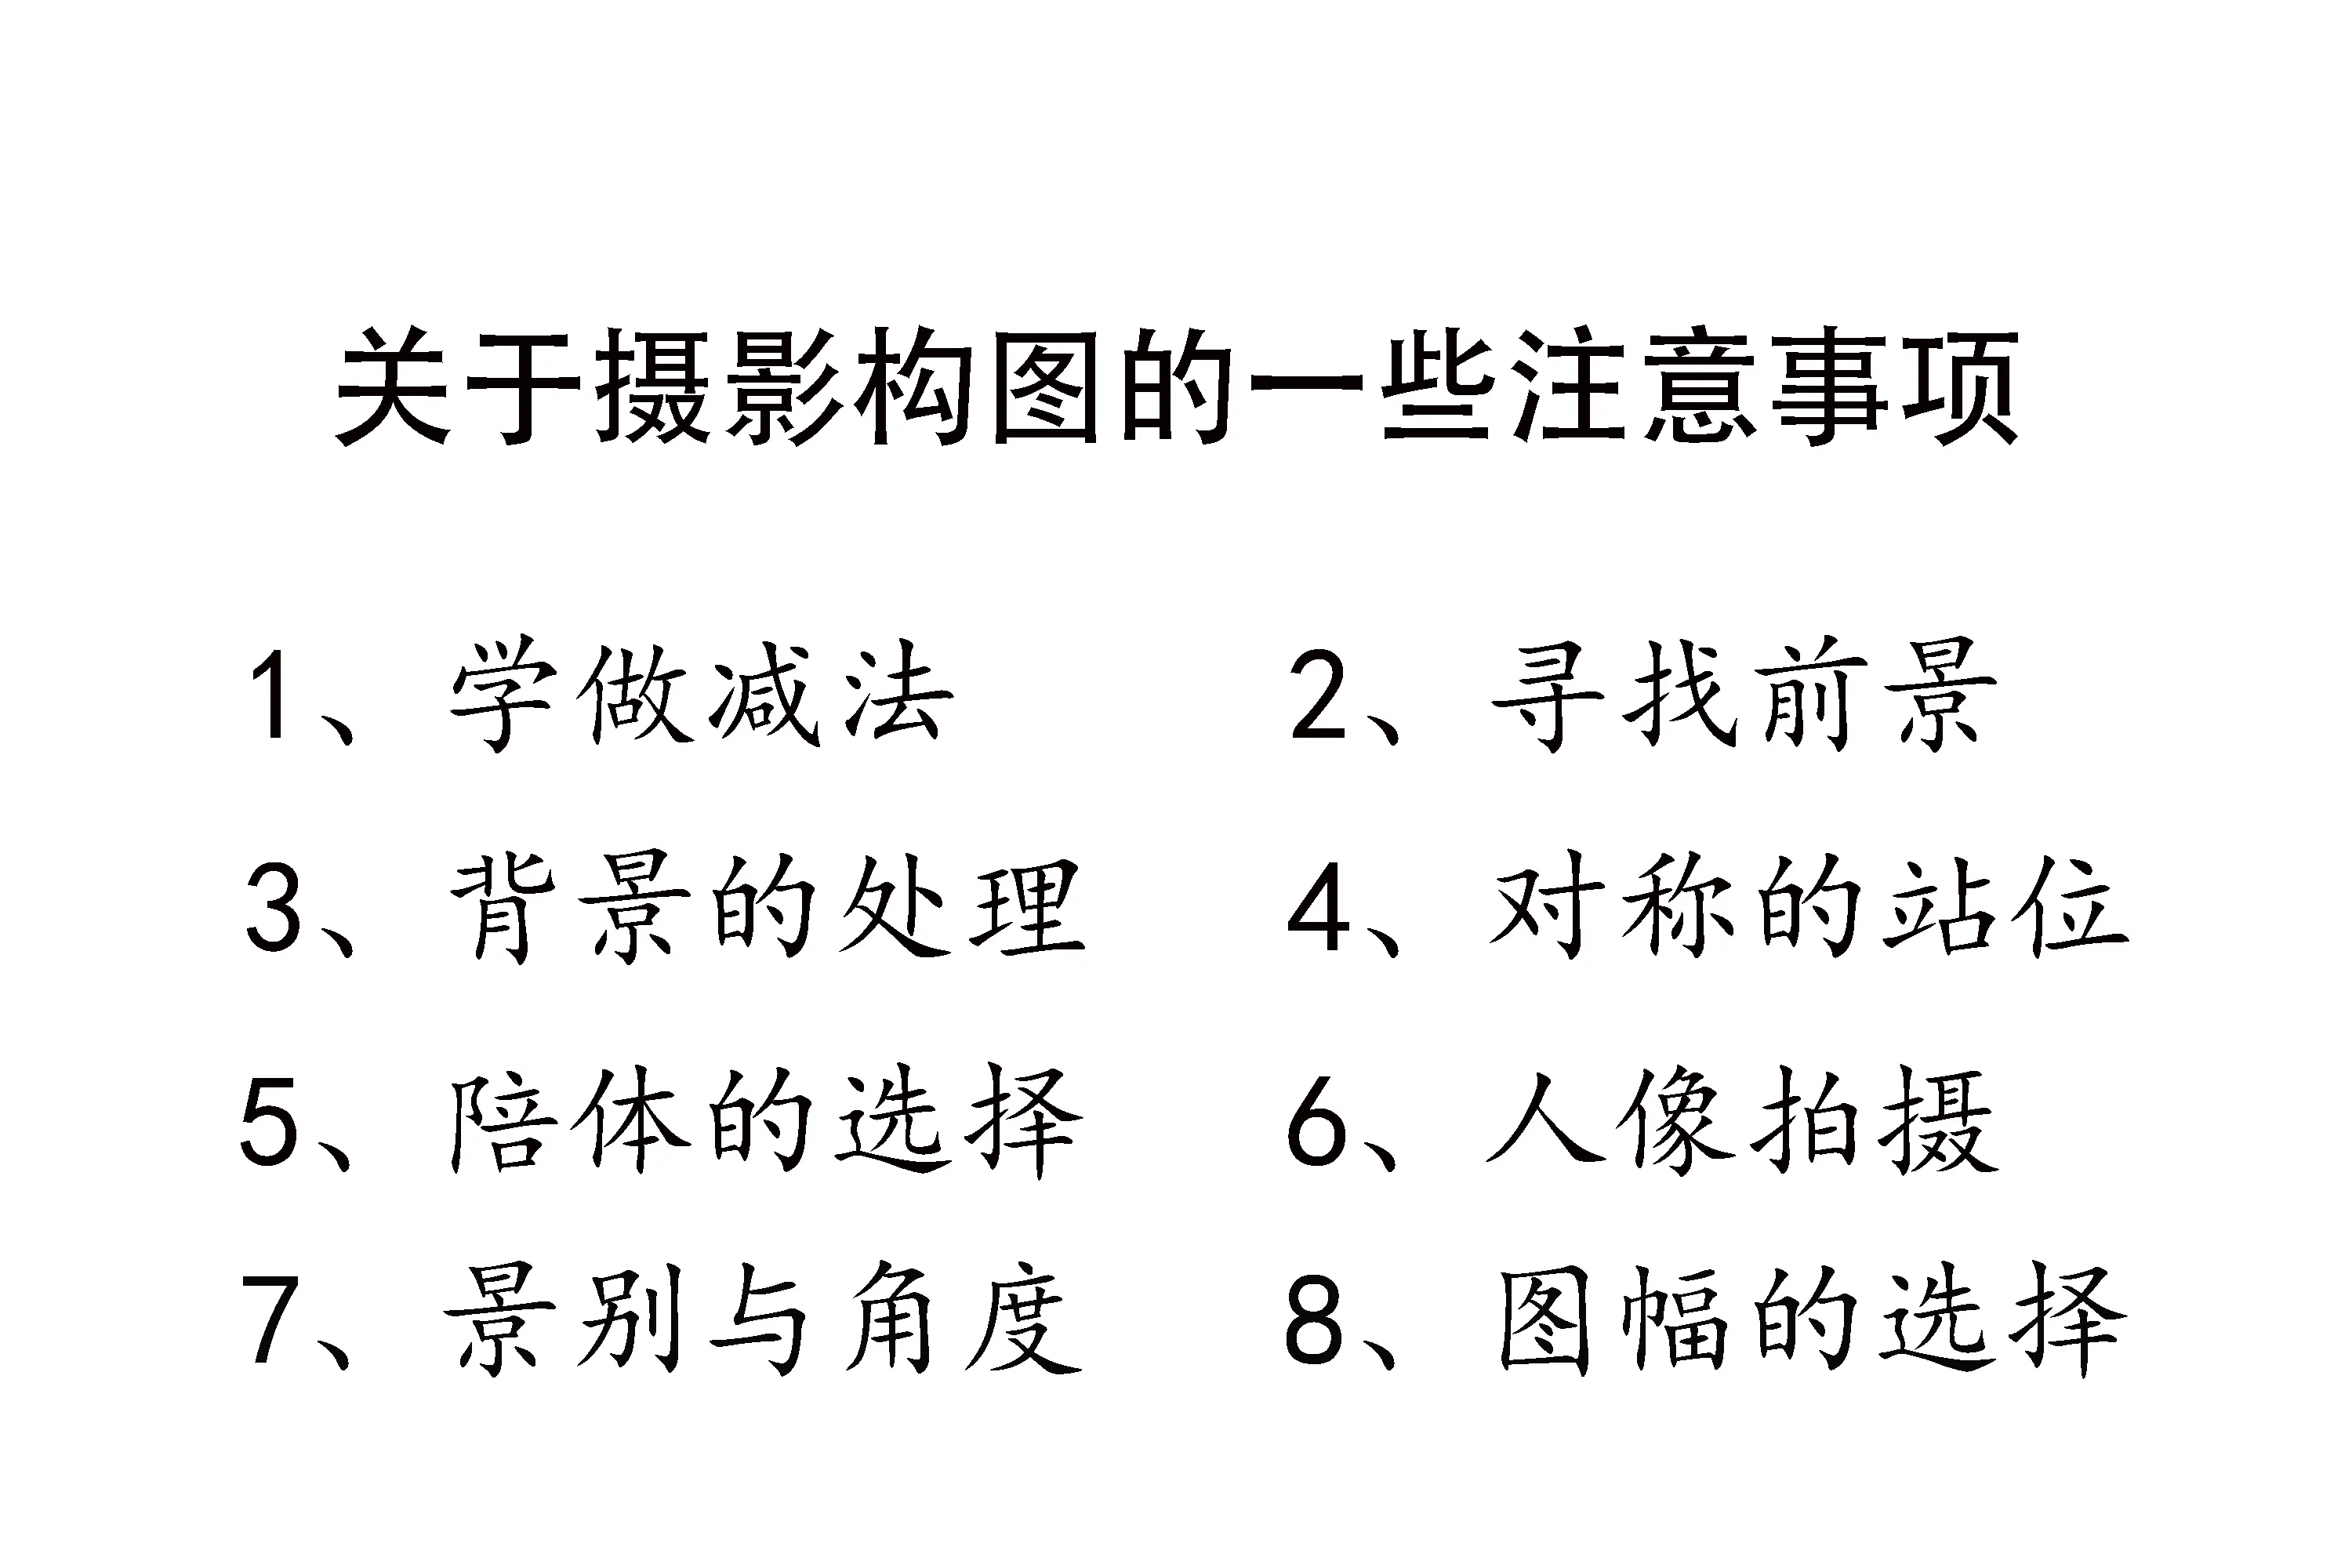 关于摄影构图的一些注意事项
1、学做减法 2、寻找前景
3、背景的处理 4、对称的站位
5、陪体的选择 6、人像拍摄
7、景别与角度 8、图幅的选择